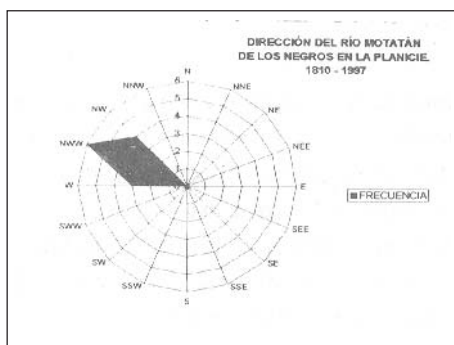 DIRECCIÓN DEL RÍO MOTATÁN
DE LOS NEGROS EN LA PLANICIE.
1810 - 1997
N
NNW
NNE
NW
NE
NWW
NEE
W
E
SWW
SEE
SW
SE
SSW
SSE
S
6
5
4
3
2
1
0
FRECUENCIA